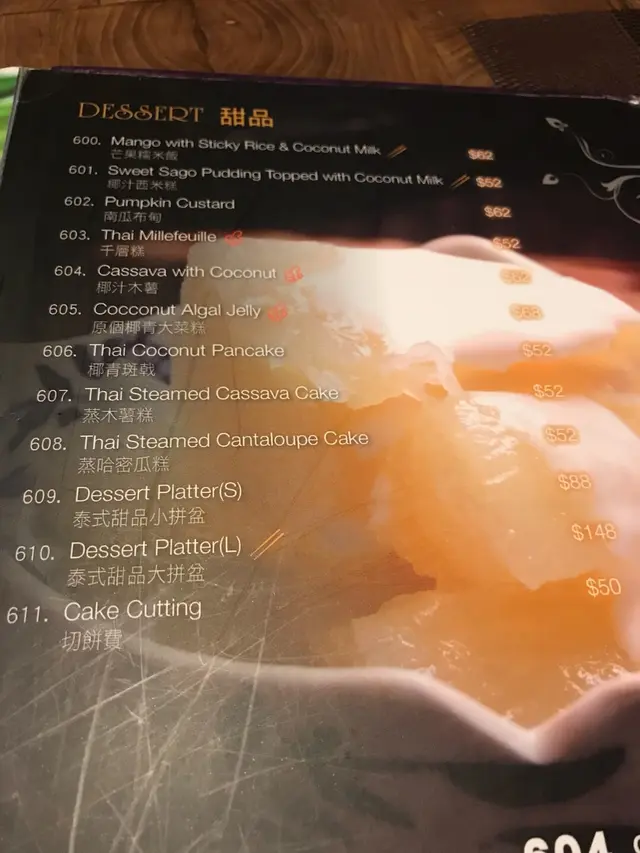 DESSERT 甜品
600. Mango with Sticky Rice & Coconut Milk $62
芒果糯米飯
601. Sweet Sago Pudding Topped with Coconut Milk $52
椰汁西米糕
602. Pumpkin Custard $62
南瓜布甸
603. Thai Millefeuille $52
千層糕
604. Cassava with Coconut $62
椰汁木薯
605. Cocconut Algal Jelly $68
原個椰青大菜糕
606. Thai Coconut Pancake $52
椰青斑戟
607. Thai Steamed Cassava Cake $52
蒸木薯糕
608. Thai Steamed Cantaloupe Cake $52
蒸哈密瓜糕
609. Dessert Platter(S) $88
泰式甜品小拼盆
610. Dessert Platter(L) $148
泰式甜品大拼盆
611. Cake Cutting $50
切餅費
604